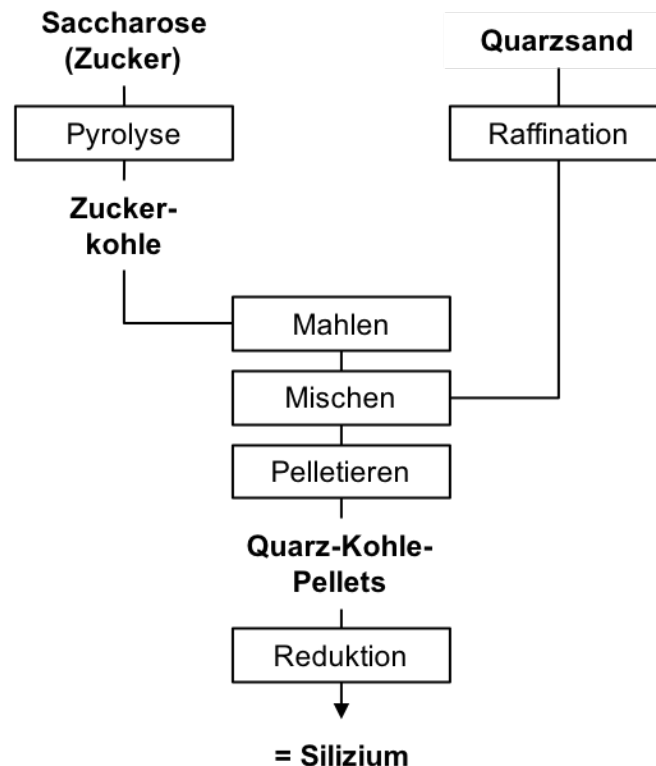 Saccharose
(Zucker)
Quarzsand
Pyrolyse
Raffination
Zucker-
kohle
Mahlen
Mischen
Pelletieren
Quarz-Kohle-
Pellets
Reduktion
= Silizium